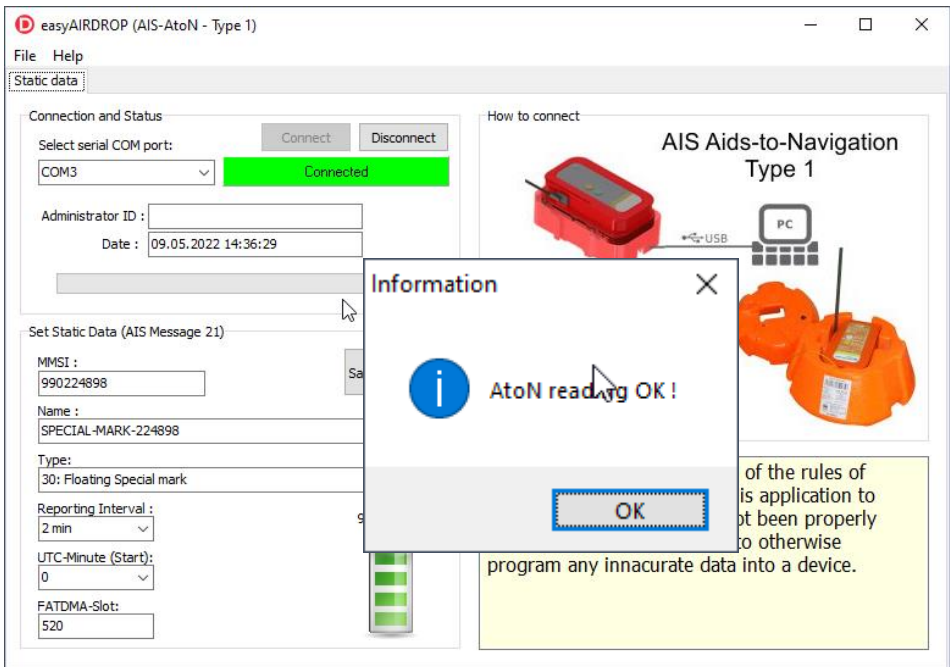 easyAIRDROP (AIS-AtoN - Type 1)
File Help
Static data
Connection and Status
Select serial COM port:
Connect
Disconnect
COM3
Connected
Administrator ID :
Date :
09.05.2022 14:36:29
Set Static Data (AIS Message 21)
MMSI :
990224898
Name :
SPECIAL-MARK-224898
Type:
30: Floating Special mark
Reporting Interval :
2 min
UTC-Minute (Start):
0
FATDMA-Slot:
520
How to connect
AIS Aids-to-Navigation
Type 1
USB
PC
Information
AtoN reading OK !
OK
of the rules of
is application to
been properly
to otherwise
program any innacurate data into a device.